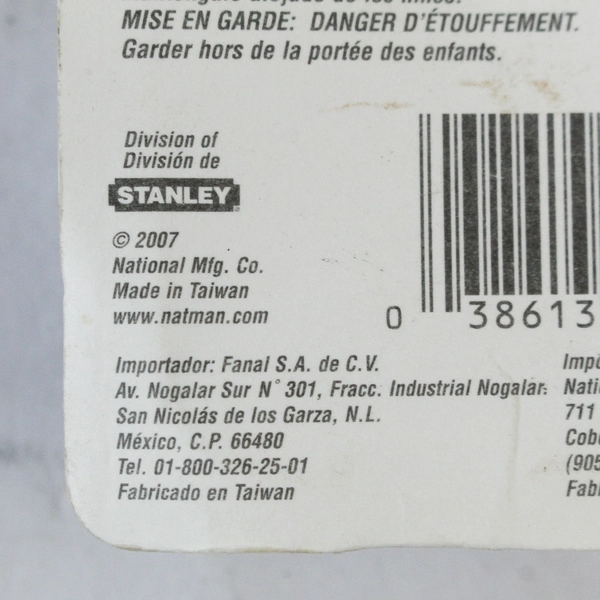 MISE EN GARDE: DANGER D'ÉTOUFFEMENT.
Garder hors de la portée des enfants.
Division of
División de
STANLEY
© 2007
National Mfg. Co.
Made in Taiwan
www.natman.com
0 38613
Importador: Fanal S.A. de C.V.
Av. Nogalar Sur N° 301, Fracc. Industrial Nogalar.
San Nicolás de los Garza, N.L.
México, C.P. 66480
Tel. 01-800-326-25-01
Fabricado en Taiwan
711
(905